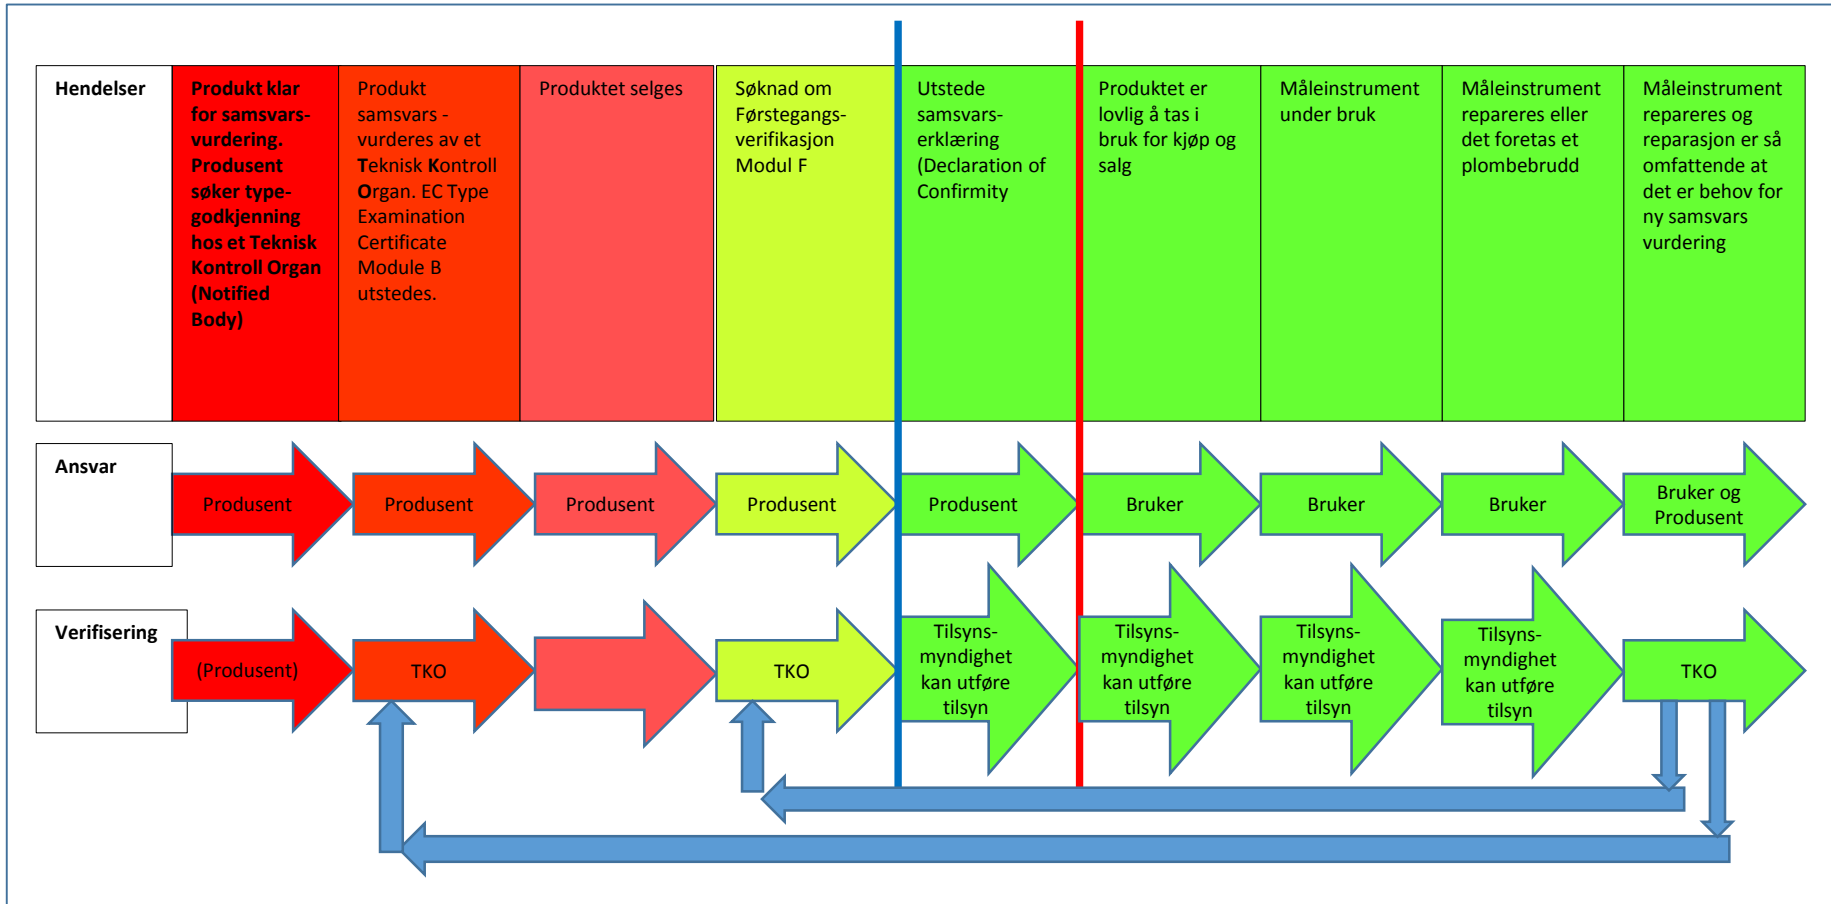 Hendelser
Produkt klar
for samsvars-
vurdering.
Produsent
søker type-
godkjenning
hos et Teknisk
Kontroll Organ
(Notified
Body)
Produkt
samsvars -
vurderes av et
Teknisk Kontroll
Organ. EC Type
Examination
Certificate
Module B
utstedes.
Produktet selges
Søknad om
Førstegangs-
verifikasjon
Modul F
Utstede
samsvars-
erklæring
(Declaration of
Confirmity
Produktet er
lovlig å tas i
bruk for kjøp og
salg
Måleinstrument
under bruk
Måleinstrument
repareres eller
det foretas et
plombebrudd
Måleinstrument
repareres og
reparasjon er så
omfattende at
det er behov for
ny samsvars
vurdering
Ansvar
Produsent
Produsent
Produsent
Produsent
Produsent
Bruker
Bruker
Bruker
Bruker og
Produsent
Verifisering
(Produsent)
TKO
TKO
Tilsyns-
myndighet
kan utføre
tilsyn
Tilsyns-
myndighet
kan utføre
tilsyn
Tilsyns-
myndighet
kan utføre
tilsyn
Tilsyns-
myndighet
kan utføre
tilsyn
TKO